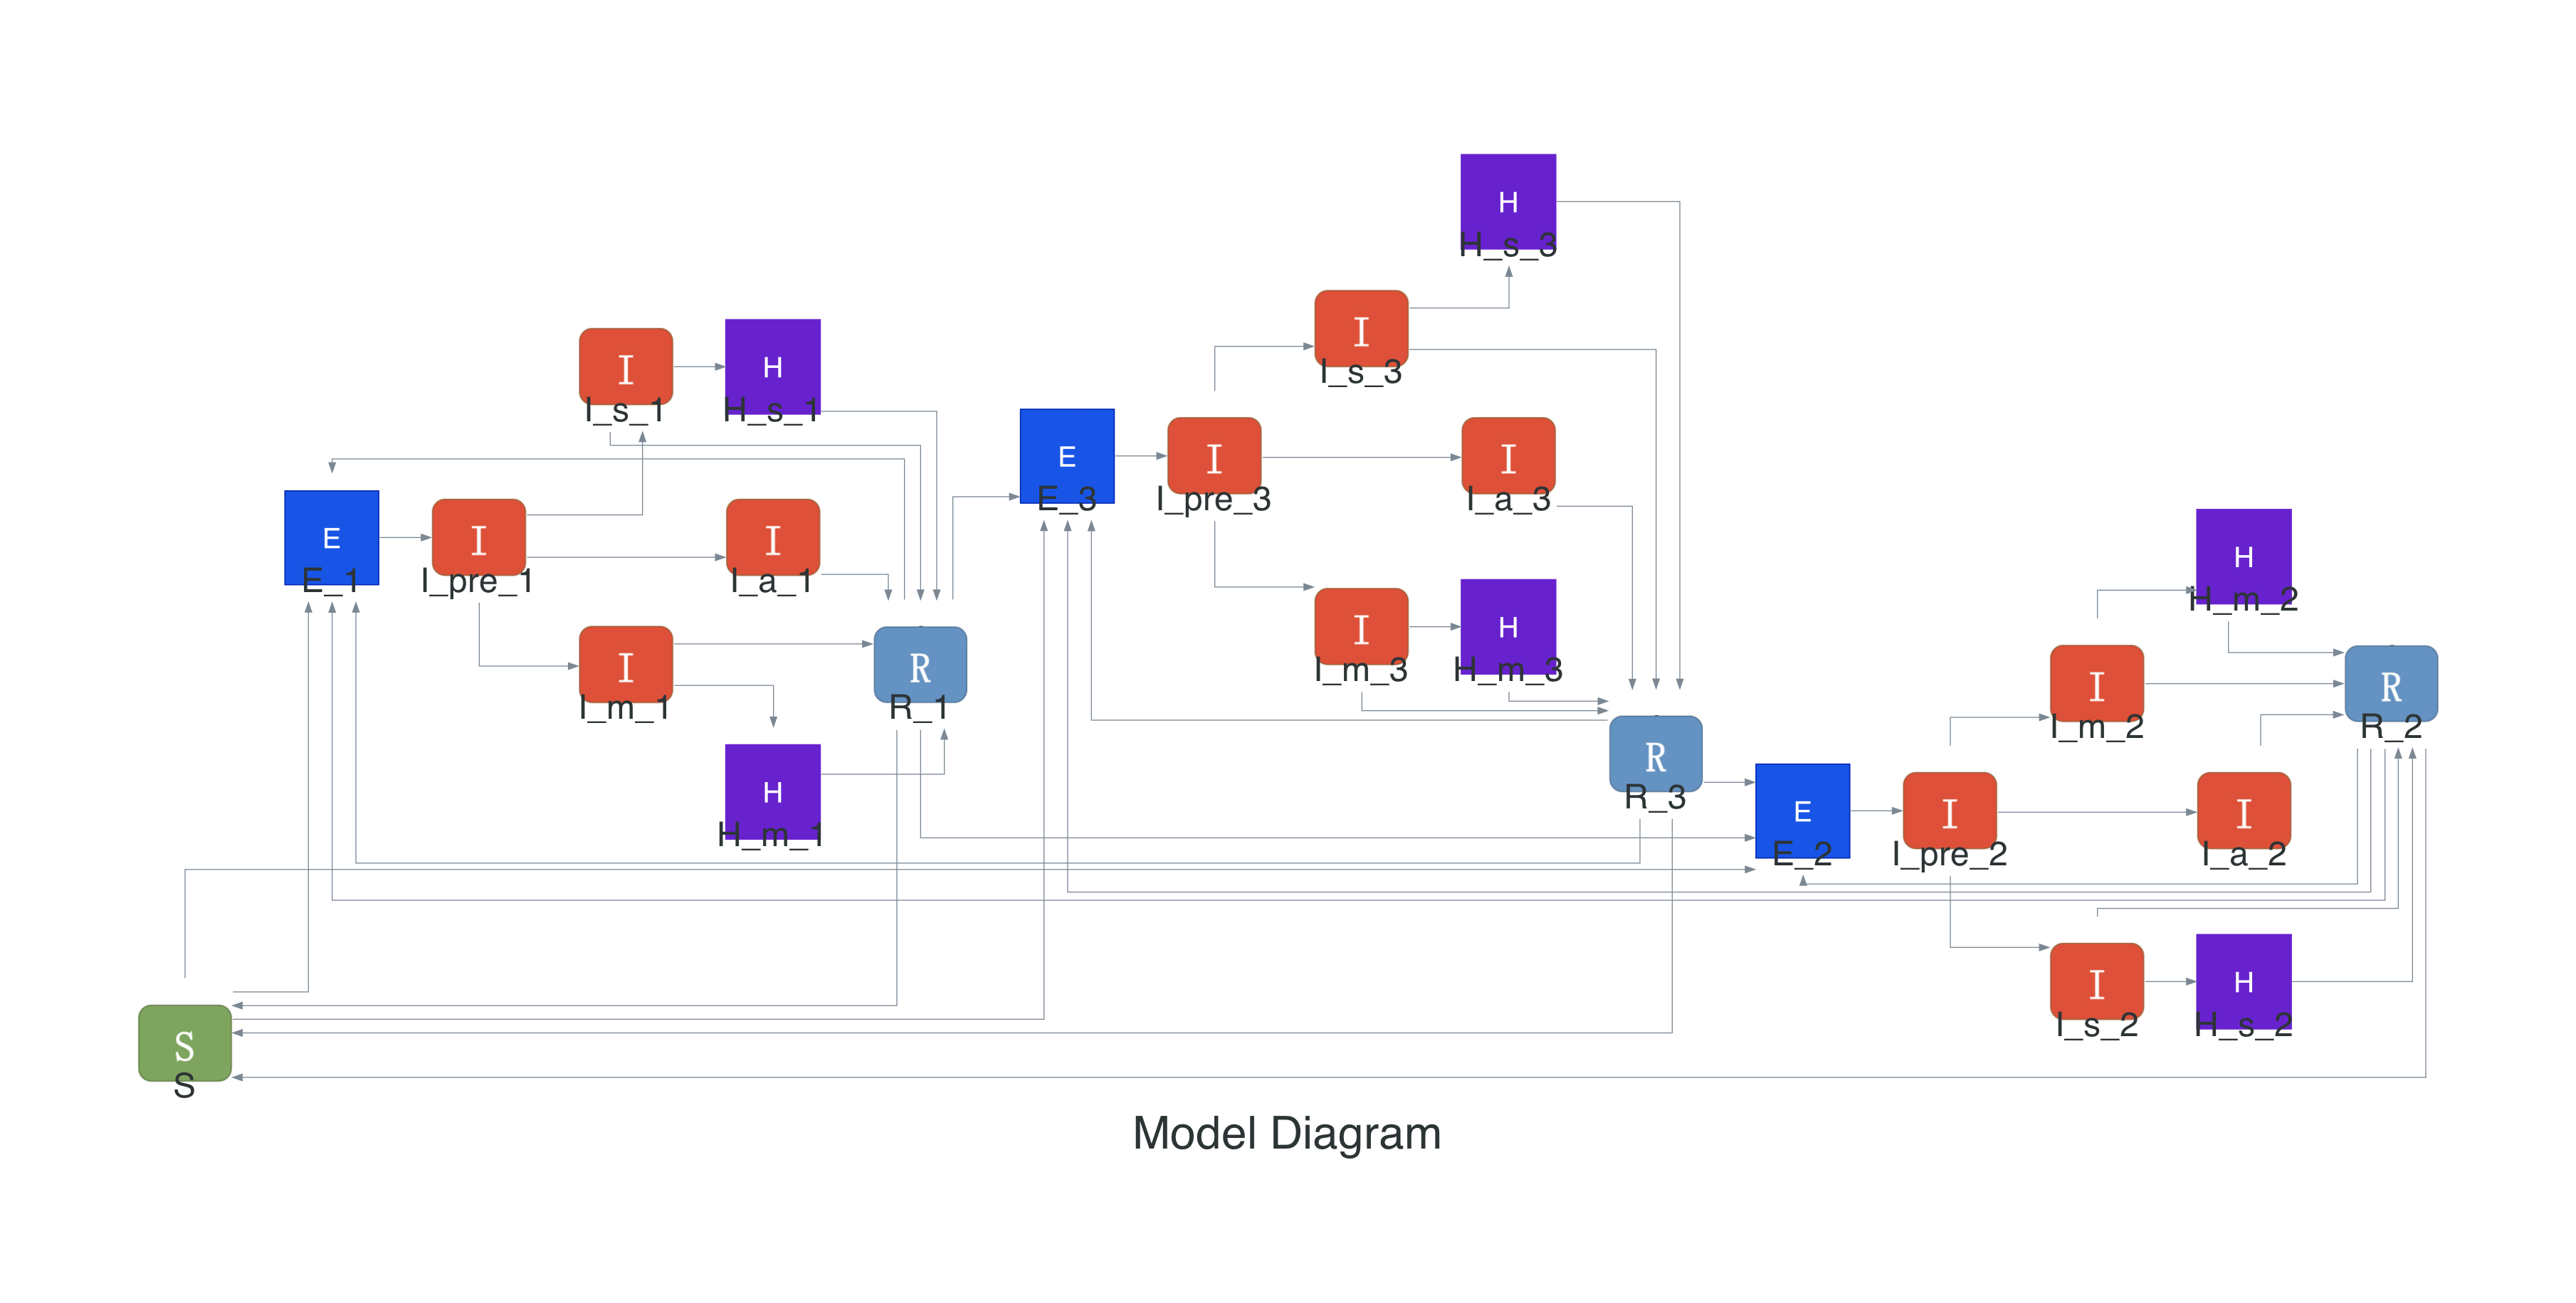 H
H_s_3
I
I_s_3
I
I_s_1
H
H_s_1
E
E_3
I
I_pre_3
I
I_a_3
E
E_1
I
I_pre_1
I
I_a_1
H
H_m_2
I
I_m_1
R
R_1
I
I_m_3
H
H_m_3
I
I_m_2
R
R_2
H
H_m_1
R
R_3
E
E_2
I
I_pre_2
I
I_a_2
I
I_s_2
H
H_s_2
S
S
Model Diagram